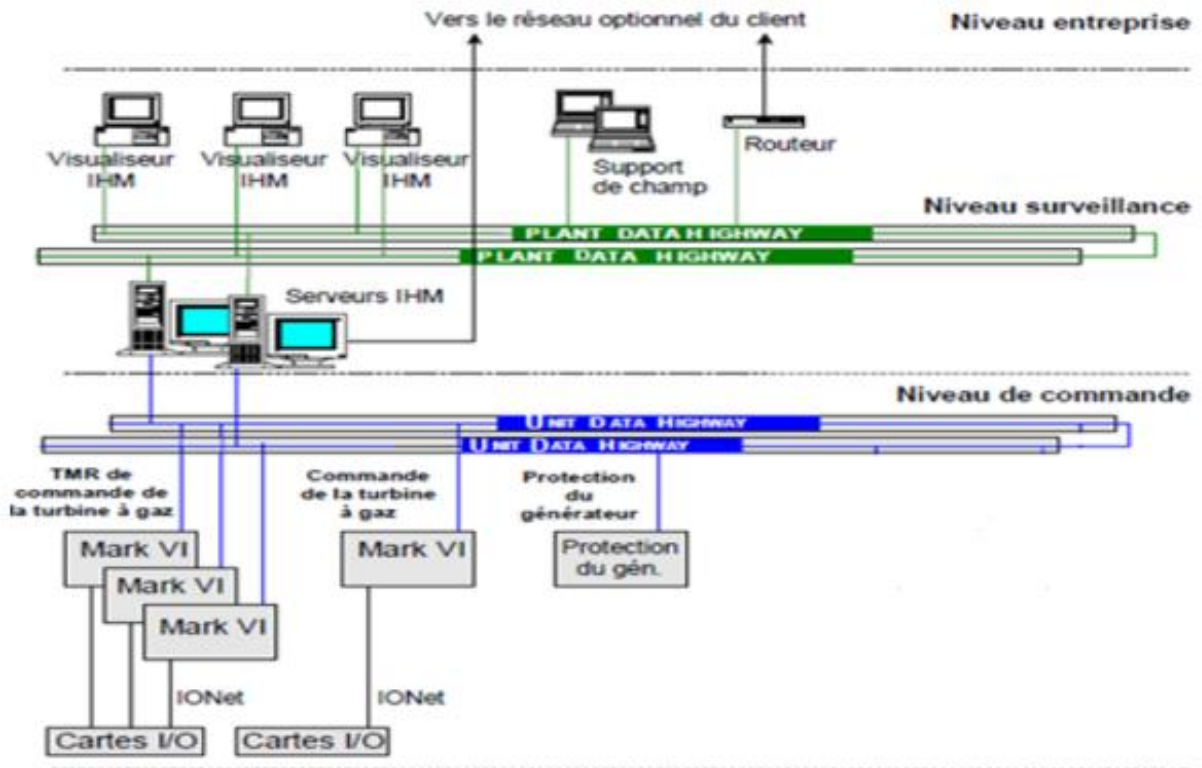 Vers le réseau optionnel du client
Niveau entreprise
Visualiseur
IHM
Visualiseur
IHM
Visualiseur
IHM
Support
de champ
Routeur
Niveau surveillance
PLANT DATA HIGHWAY
PLANT DATA HIGHWAY
Serveurs IHM
Niveau de commande
UNIT DATA HIGHWAY
UNIT DATA HIGHWAY
TMR de
commande de
la turbine à gaz
Commande
de la turbine
à gaz
Protection
du
générateur
Mark VI
Mark VI
Mark VI
Mark VI
Protection
du gén.
IONet
IONet
Cartes I/O
Cartes I/O